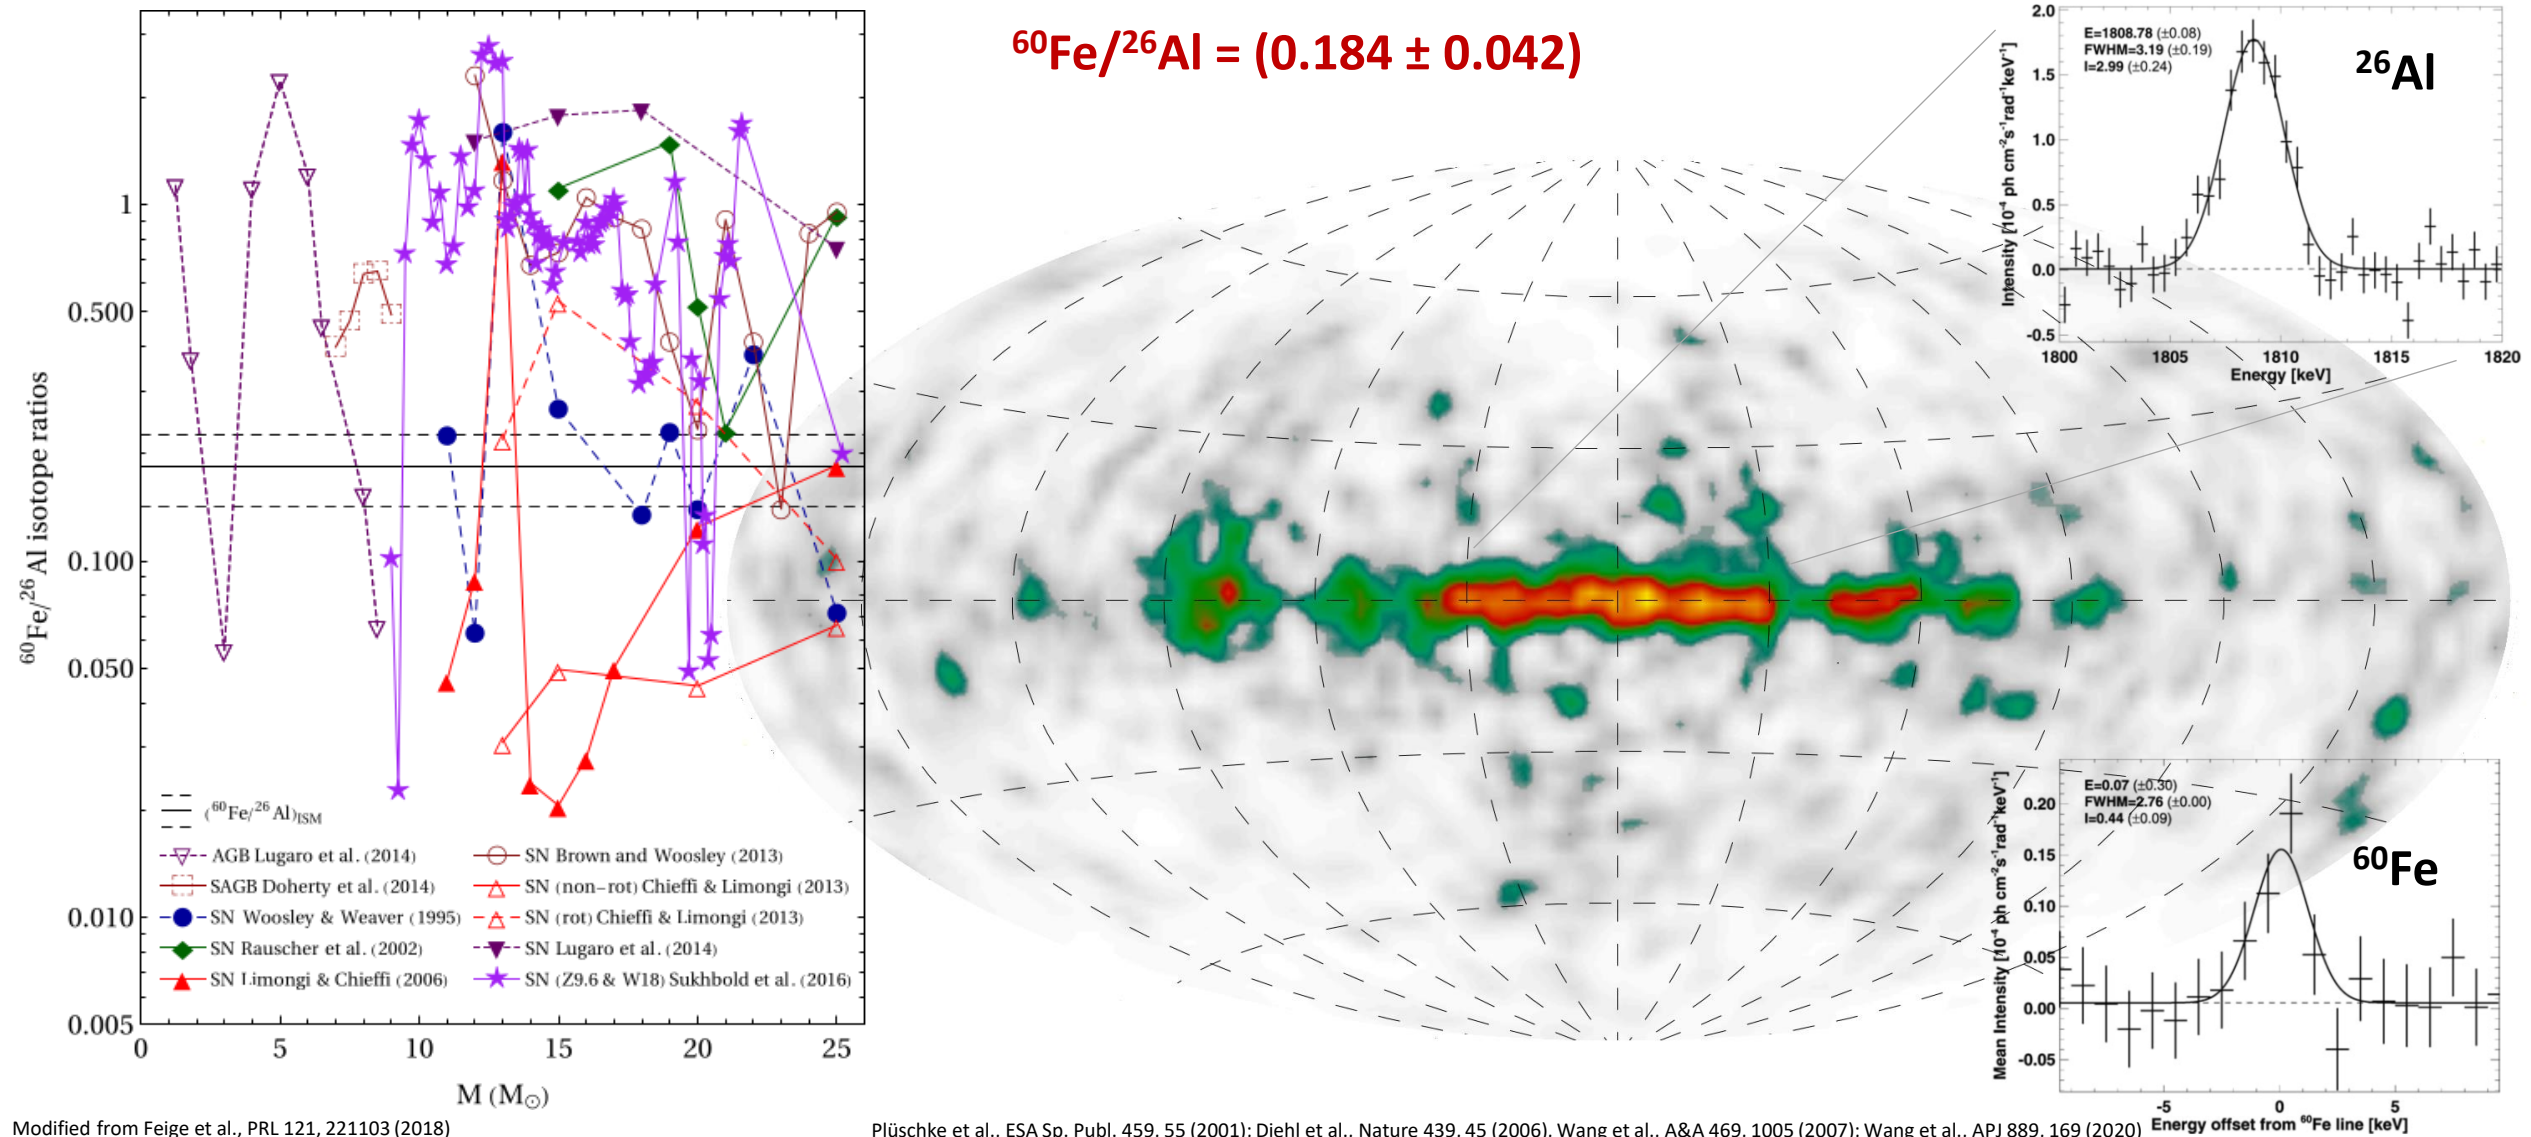 ⁶⁰Fe/²⁶Al = (0.184 ± 0.042)
⁶⁰Fe/²⁶Al isotope ratios
1
0.500
0.100
0.050
0.010
0.005
0 5 10 15 20 25
M (M☉)
(⁶⁰Fe/²⁶Al)ISM
AGB Lugaro et al. (2014)
SAGB Doherty et al. (2014)
SN Woosley & Weaver (1995)
SN Rauscher et al. (2002)
SN Limongi & Chieffi (2006)
SN Brown and Woosley (2013)
SN (non-rot) Chieffi & Limongi (2013)
SN (rot) Chieffi & Limongi (2013)
SN Lugaro et al. (2014)
SN (Z9.6 & W18) Sukhbold et al. (2016)
E=1808.78 (±0.08)
FWHM=3.19 (±0.19)
I=2.99 (±0.24)
²⁶Al
Intensity [10⁻⁴ ph cm⁻²s⁻¹rad⁻¹keV⁻¹]
2.0
1.5
1.0
0.5
0.0
-0.5
1800 1805 1810 1815 1820
Energy [keV]
E=0.07 (±0.30)
FWHM=2.76 (±0.00)
I=0.44 (±0.09)
⁶⁰Fe
Mean Intensity [10⁻⁴ ph cm⁻²s⁻¹rad⁻¹keV⁻¹]
0.20
0.15
0.10
0.05
0.00
-0.05
-5 0 5
Energy offset from ⁶⁰Fe line [keV]
Modified from Feige et al., PRL 121, 221103 (2018)
Plüschke et al., ESA Sp. Publ. 459, 55 (2001); Diehl et al., Nature 439, 45 (2006), Wang et al., A&A 469, 1005 (2007); Wang et al., APJ 889, 169 (2020)